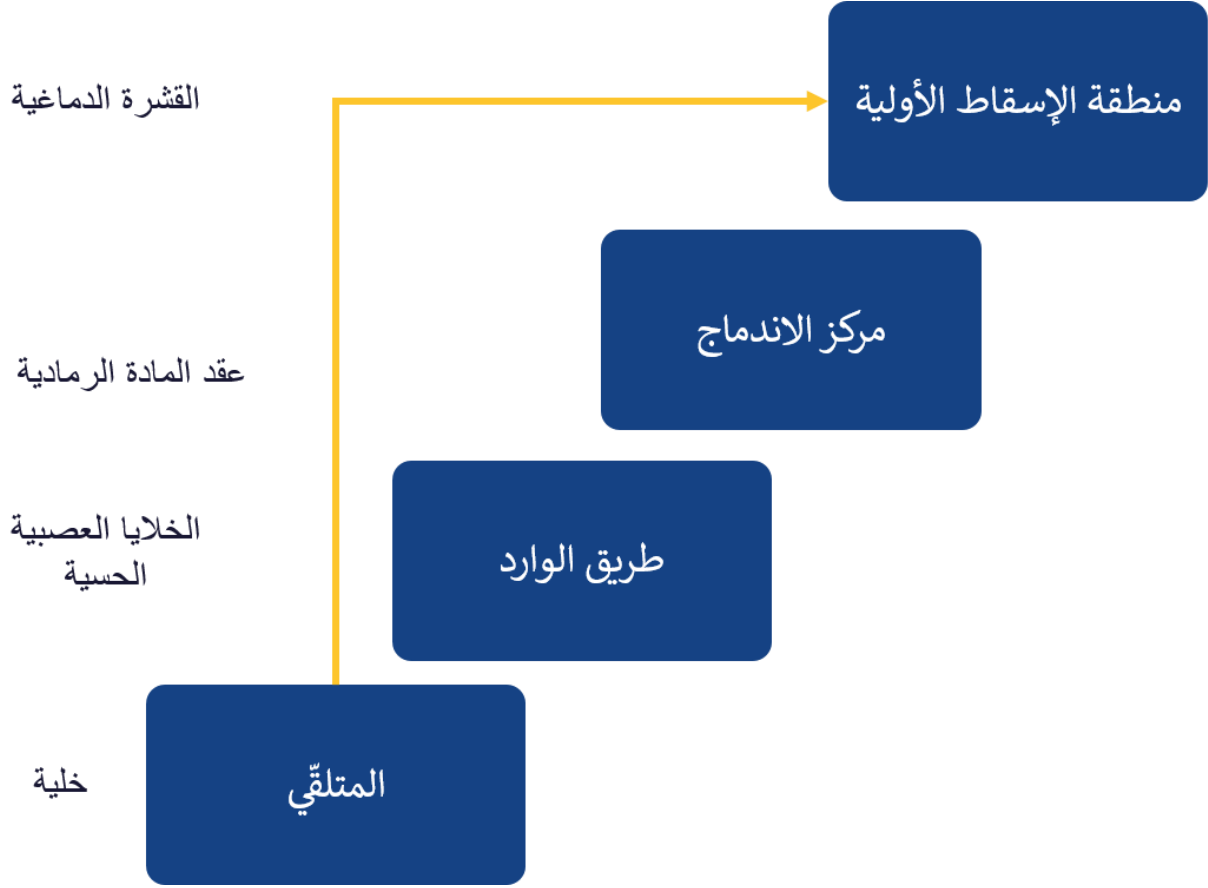 منطقة الإسقاط الأولية
القشرة الدماغية
مركز الاندماج
عقد المادة الرمادية
طريق الوارد
الخلايا العصبية
الحسية
المتلقّي
خلية